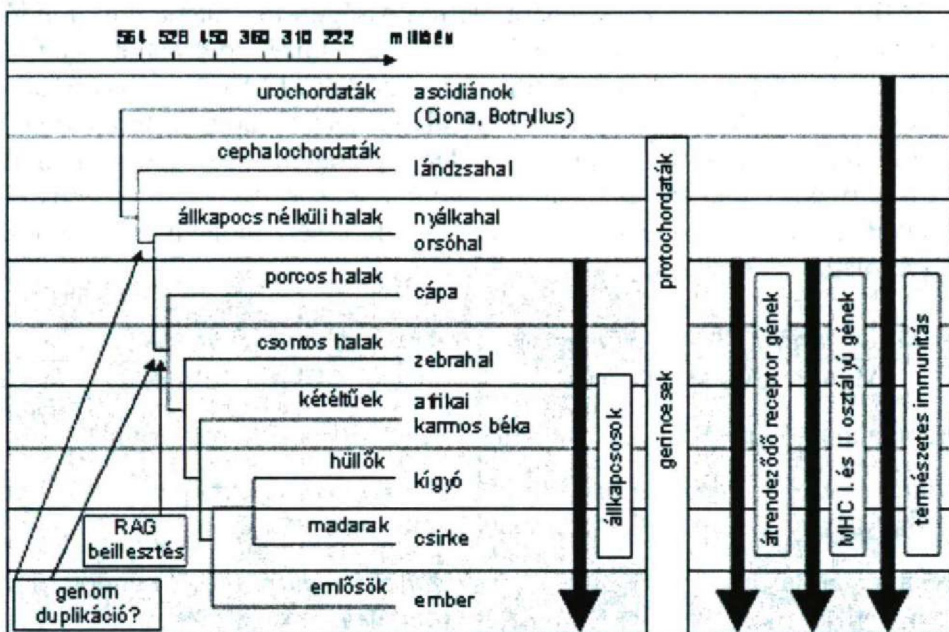 564 528 450 360 310 222 millió év
urochordaták
ascidiánok
(Ciona, Botryllus)
cephalochordaták
lándzsahal
állkapocs nélküli halak
nyálkahal
orsóhal
porcos halak
cápa
csontos halak
zebrahal
kétéltűek
afrikai
karmos béka
hüllők
kígyó
madarak
csirke
emlősök
ember
RAG
beillesztés
genom
duplikáció?
állkapcsosok
protochordaták
gerincesek
átrendeződő receptor gének
MHC I. és II. osztályú gének
természetes immunitás